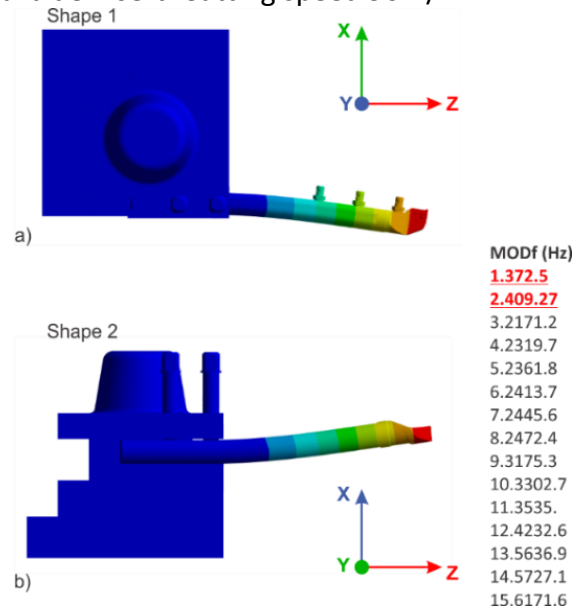 Shape 1
X
Y
Z
a)
MODf (Hz)
1.372.5
2.409.27
3.2171.2
4.2319.7
5.2361.8
6.2413.7
7.2445.6
8.2472.4
9.3175.3
10.3302.7
11.3535.
12.4232.6
13.5636.9
14.5727.1
15.6171.6
Shape 2
X
Y
Z
b)